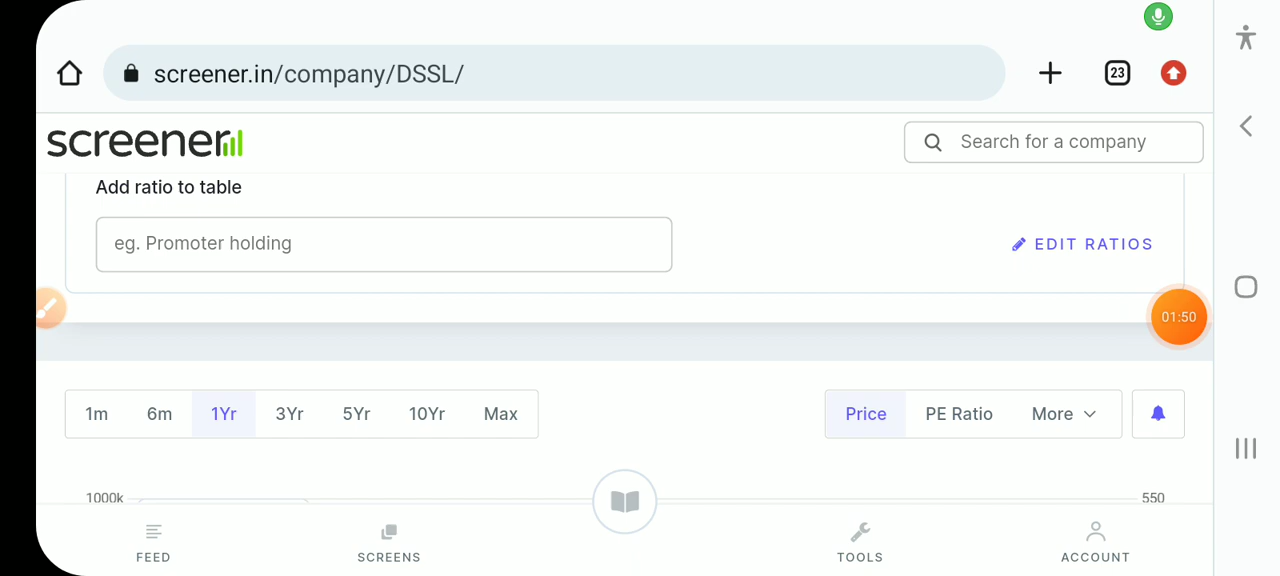 screener.in/company/DSSL/
23
screener
Search for a company
Add ratio to table
eg. Promoter holding
EDIT RATIOS
01:50
1m 6m 1Yr 3Yr 5Yr 10Yr Max
Price PE Ratio More
1000k 550
FEED SCREENS TOOLS ACCOUNT